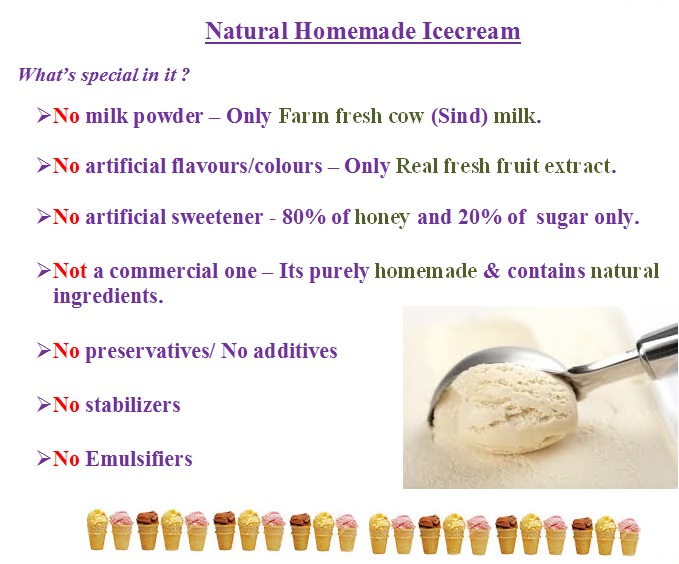 Natural Homemade Icecream
What's special in it ?
➢No milk powder – Only Farm fresh cow (Sind) milk.
➢No artificial flavours/colours – Only Real fresh fruit extract.
➢No artificial sweetener - 80% of honey and 20% of sugar only.
➢Not a commercial one – Its purely homemade & contains natural
ingredients.
➢No preservatives/ No additives
➢No stabilizers
➢No Emulsifiers